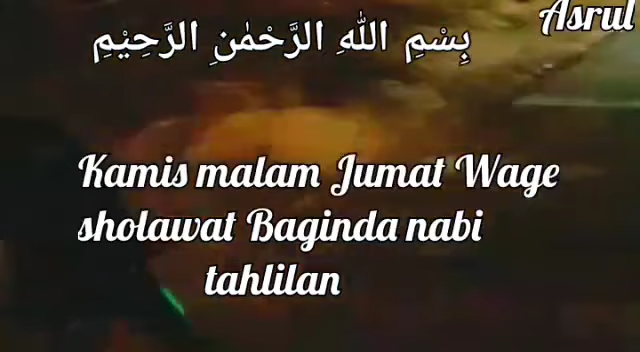 Asrul
بِسْمِ اللّٰهِ الرَّحْمٰنِ الرَّحِيْمِ
Kamis malam Jumat Wage
sholawat Baginda nabi
tahlilan